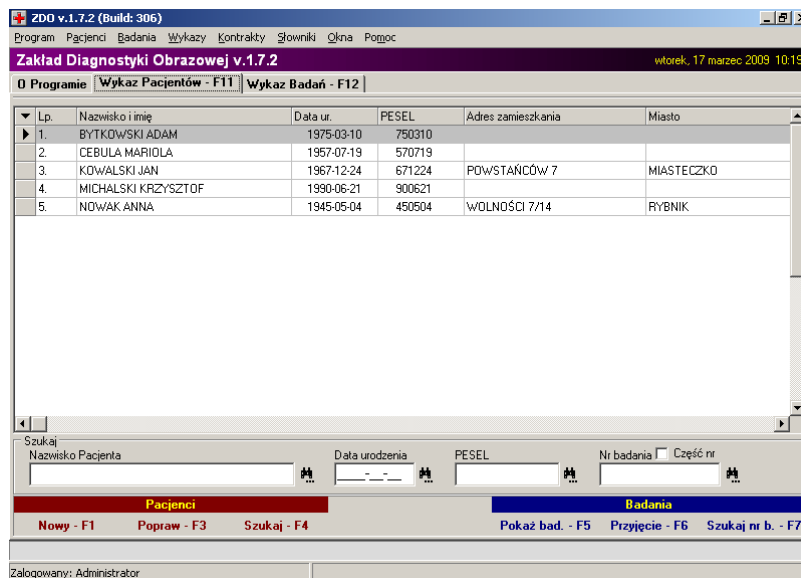 ZDO v.1.7.2 (Build: 306)
Program Pacjenci Badania Wykazy Kontrakty Słowniki Okna Pomoc
Zakład Diagnostyki Obrazowej v.1.7.2 wtorek, 17 marzec 2009 10:19
O Programie Wykaz Pacjentów - F11 Wykaz Badań - F12
Lp. Nazwisko i imię Data ur. PESEL Adres zamieszkania Miasto
1. BYTKOWSKI ADAM 1975-03-10 750310
2. CEBULA MARIOLA 1957-07-19 570719
3. KOWALSKI JAN 1967-12-24 671224 POWSTAŃCÓW 7 MIASTECZKO
4. MICHALSKI KRZYSZTOF 1990-06-21 900621
5. NOWAK ANNA 1945-05-04 450504 WOLNOŚCI 7/14 RYBNIK
Szukaj
Nazwisko Pacjenta Data urodzenia PESEL Nr badania Część nr
____-__-__
Pacjenci Badania
Nowy - F1 Popraw - F3 Szukaj - F4 Pokaż bad. - F5 Przyjęcie - F6 Szukaj nr b. - F7
Zalogowany: Administrator